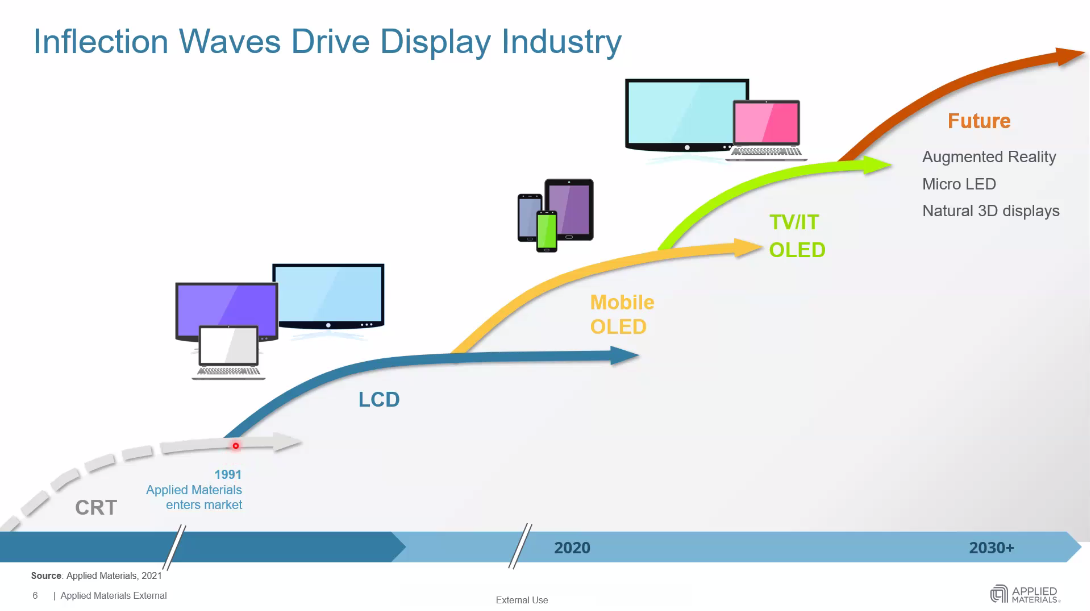 Inflection Waves Drive Display Industry
Future
Augmented Reality
Micro LED
Natural 3D displays
TV/IT
OLED
Mobile
OLED
LCD
1991
Applied Materials
enters market
CRT
2020
2030+
Source. Applied Materials, 2021
6 | Applied Materials External
External Use
APPLIED
MATERIALS